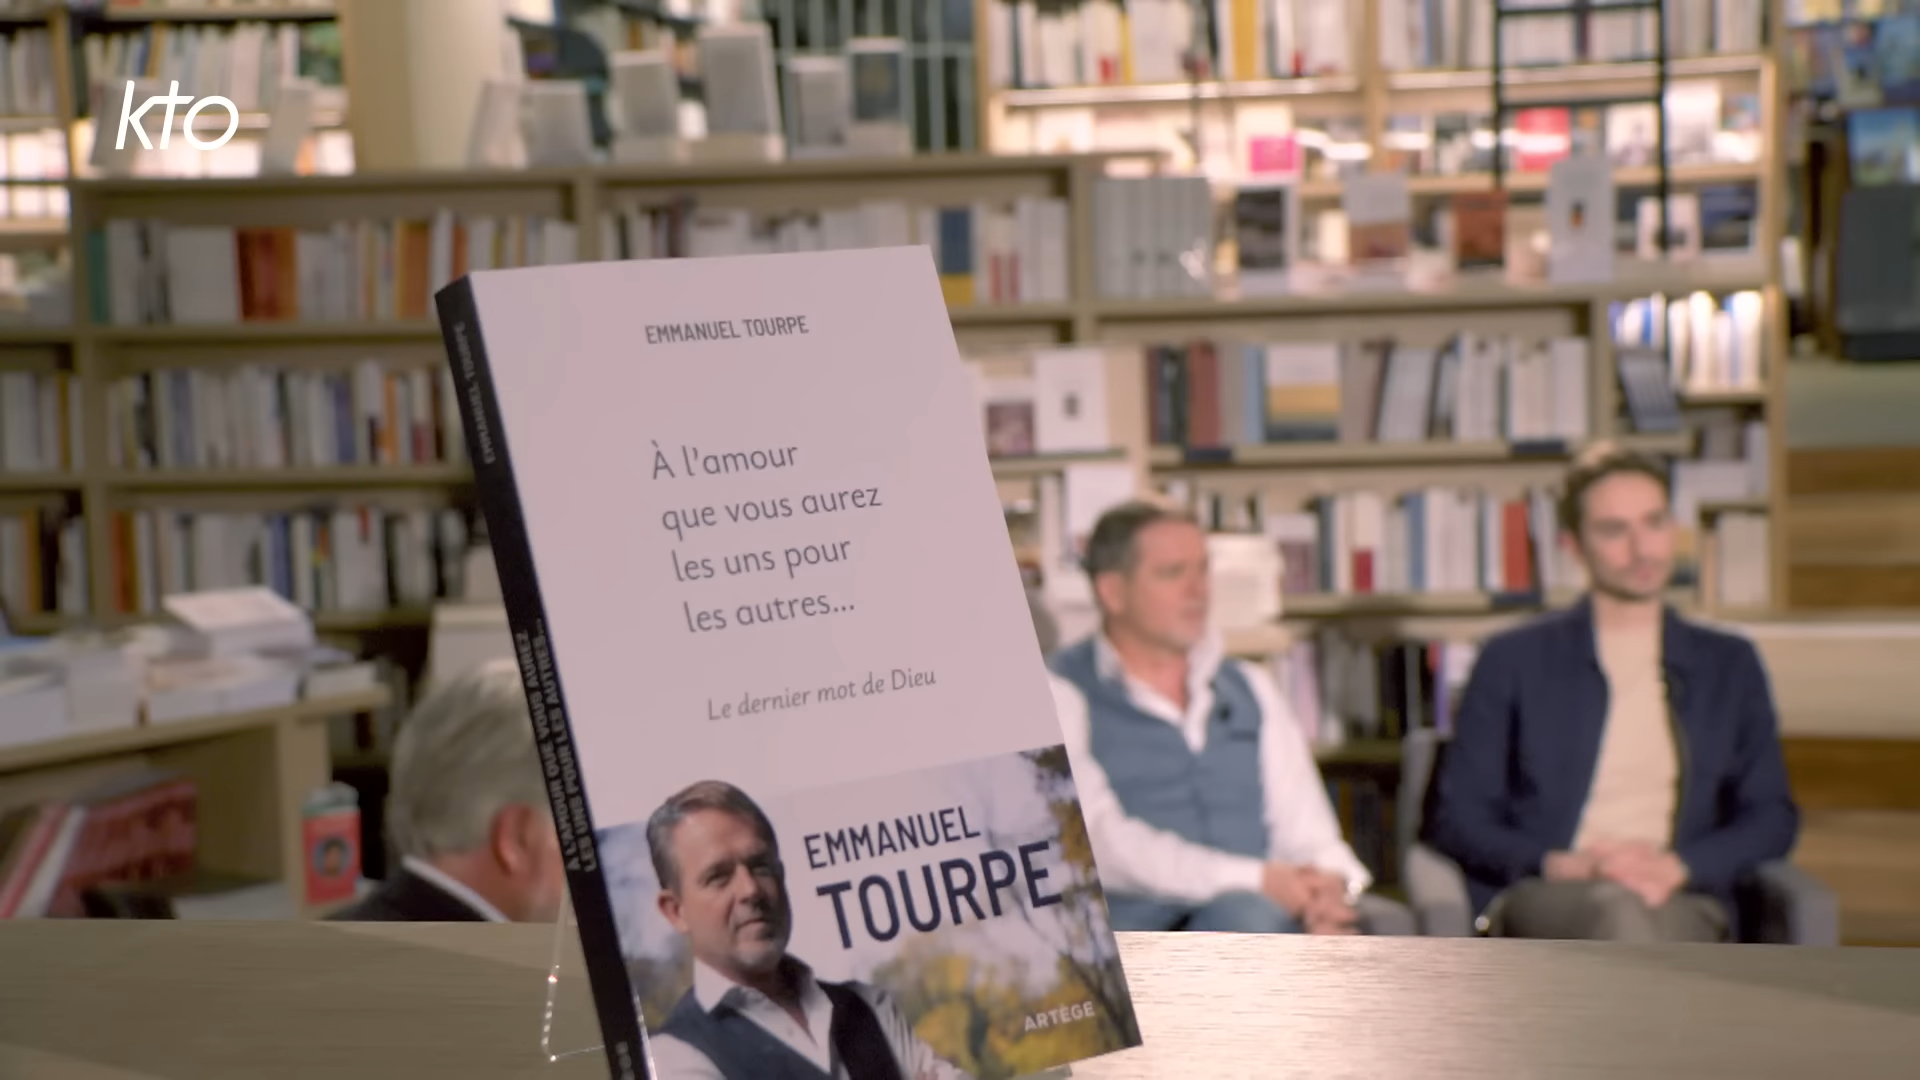 kto
EMMANUEL TOURPE
À l'amour
que vous aurez
les uns pour
les autres...
Le dernier mot de Dieu
EMMANUEL
TOURPE
ARTÈGE
EMMANUEL TOURPE
À L'AMOUR QUE VOUS AUREZ
LES UNS POUR LES AUTRES...